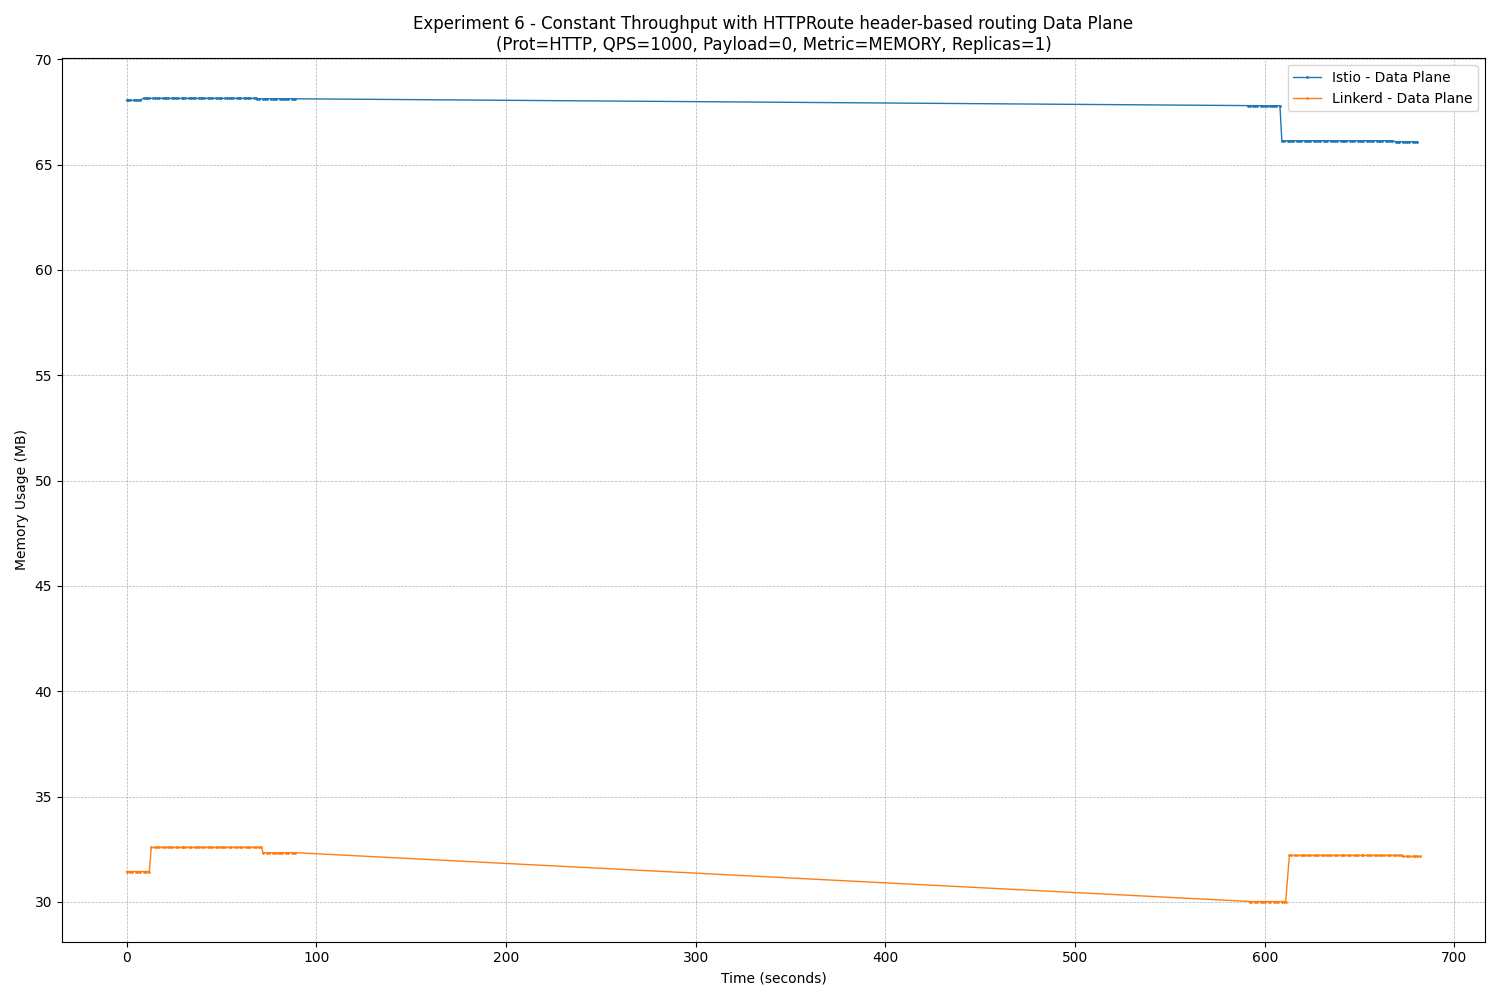 Experiment 6 - Constant Throughput with HTTPRoute header-based routing Data Plane
(Prot=HTTP, QPS=1000, Payload=0, Metric=MEMORY, Replicas=1)
Istio - Data Plane
Linkerd - Data Plane
Memory Usage (MB)
70
65
60
55
50
45
40
35
30
0 100 200 300 400 500 600 700
Time (seconds)